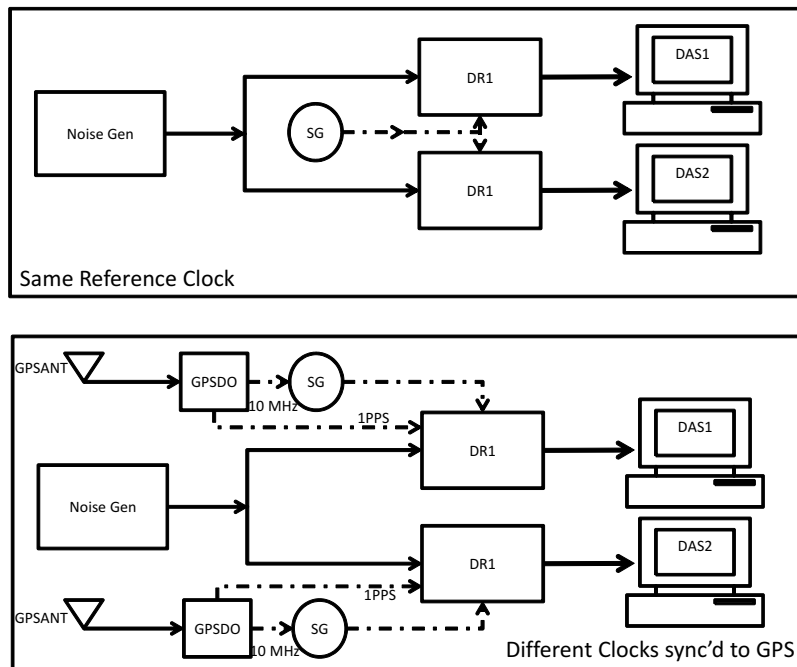 DAS1
DR1
Noise Gen
SG
DAS2
DR1
Same Reference Clock
GPSANT
GPSDO
SG
10 MHz
1PPS
DAS1
DR1
Noise Gen
DAS2
DR1
1PPS
GPSANT
GPSDO
SG
10 MHz
Different Clocks sync'd to GPS